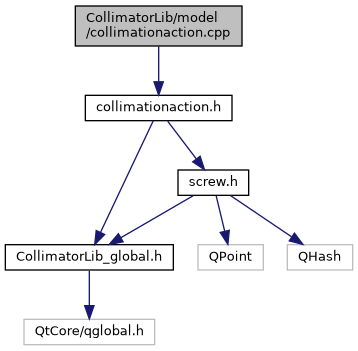 CollimatorLib/model
/collimationaction.cpp
collimationaction.h
screw.h
CollimatorLib_global.h
QPoint
QHash
QtCore/qglobal.h